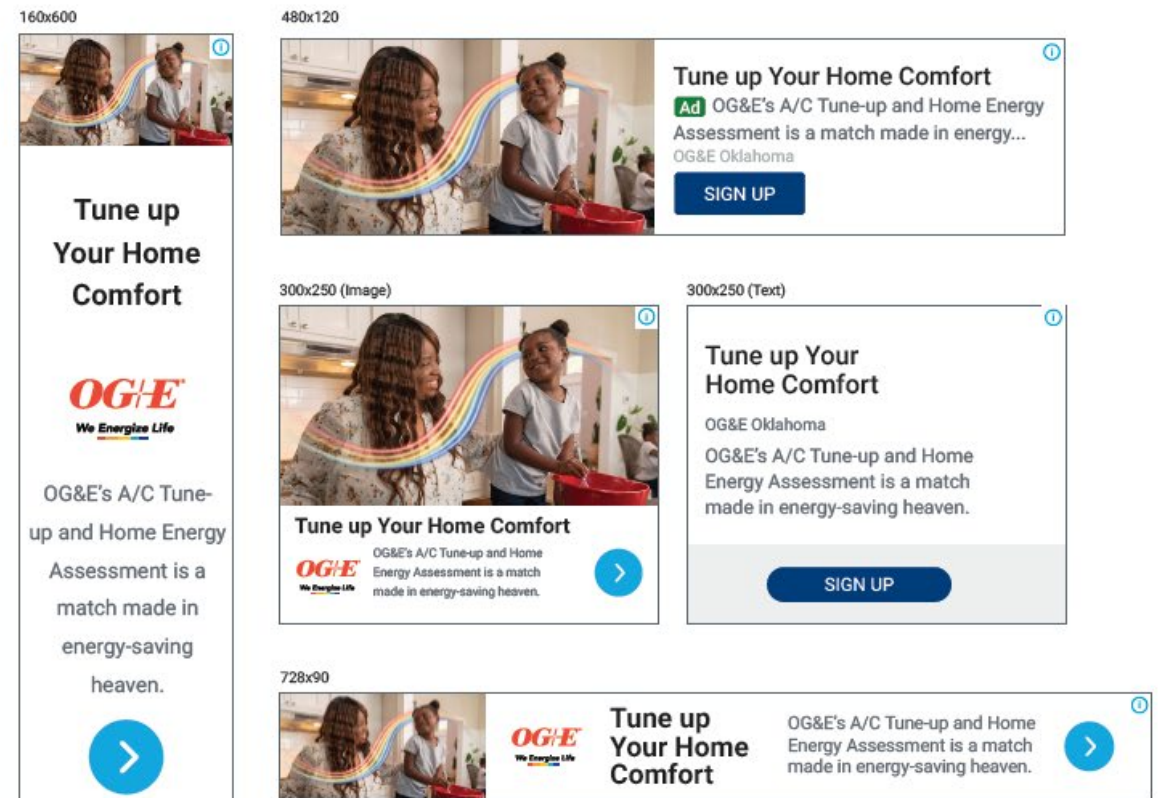 160x600
Tune up
Your Home
Comfort
OG&E
We Energize Life
OG&E's A/C Tune-
up and Home Energy
Assessment is a
match made in
energy-saving
heaven.
480x120
Tune up Your Home Comfort
Ad OG&E's A/C Tune-up and Home Energy
Assessment is a match made in energy...
OG&E Oklahoma
SIGN UP
300x250 (Image)
Tune up Your Home Comfort
OG&E
We Energize Life
OG&E's A/C Tune-up and Home
Energy Assessment is a match
made in energy-saving heaven.
300x250 (Text)
Tune up Your
Home Comfort
OG&E Oklahoma
OG&E's A/C Tune-up and Home
Energy Assessment is a match
made in energy-saving heaven.
SIGN UP
728x90
OG&E
We Energize Life
Tune up
Your Home
Comfort
OG&E's A/C Tune-up and Home
Energy Assessment is a match
made in energy-saving heaven.